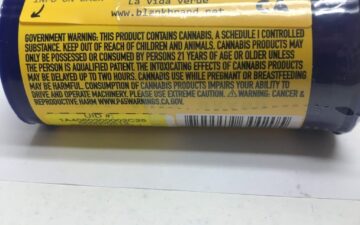 La vida verde
www.blankbrand.net
GOVERNMENT WARNING: THIS PRODUCT CONTAINS CANNABIS, A SCHEDULE I CONTROLLED
SUBSTANCE. KEEP OUT OF REACH OF CHILDREN AND ANIMALS. CANNABIS PRODUCTS MAY
ONLY BE POSSESSED OR CONSUMED BY PERSONS 21 YEARS OF AGE OR OLDER UNLESS
THE PERSON IS A QUALIFIED PATIENT. THE INTOXICATING EFFECTS OF CANNABIS PRODUCTS
MAY BE DELAYED UP TO TWO HOURS. CANNABIS USE WHILE PREGNANT OR BREASTFEEDING
MAY BE HARMFUL. CONSUMPTION OF CANNABIS PRODUCTS IMPAIRS YOUR ABILITY TO
DRIVE AND OPERATE MACHINERY. PLEASE USE EXTREME CAUTION. ⚠ WARNING: CANCER &
REPRODUCTIVE HARM WWW.P65WARNINGS.CA.GOV.
UID #